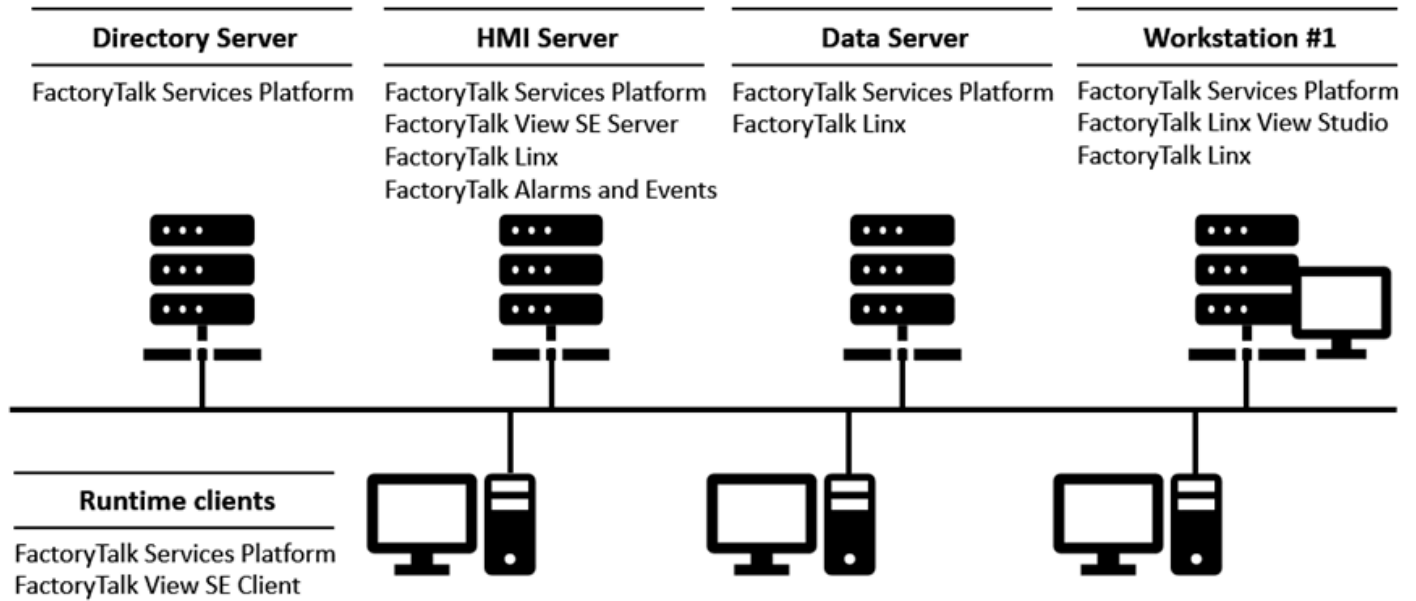 Directory Server
FactoryTalk Services Platform
HMI Server
FactoryTalk Services Platform
FactoryTalk View SE Server
FactoryTalk Linx
FactoryTalk Alarms and Events
Data Server
FactoryTalk Services Platform
FactoryTalk Linx
Workstation #1
FactoryTalk Services Platform
FactoryTalk Linx View Studio
FactoryTalk Linx
Runtime clients
FactoryTalk Services Platform
FactoryTalk View SE Client